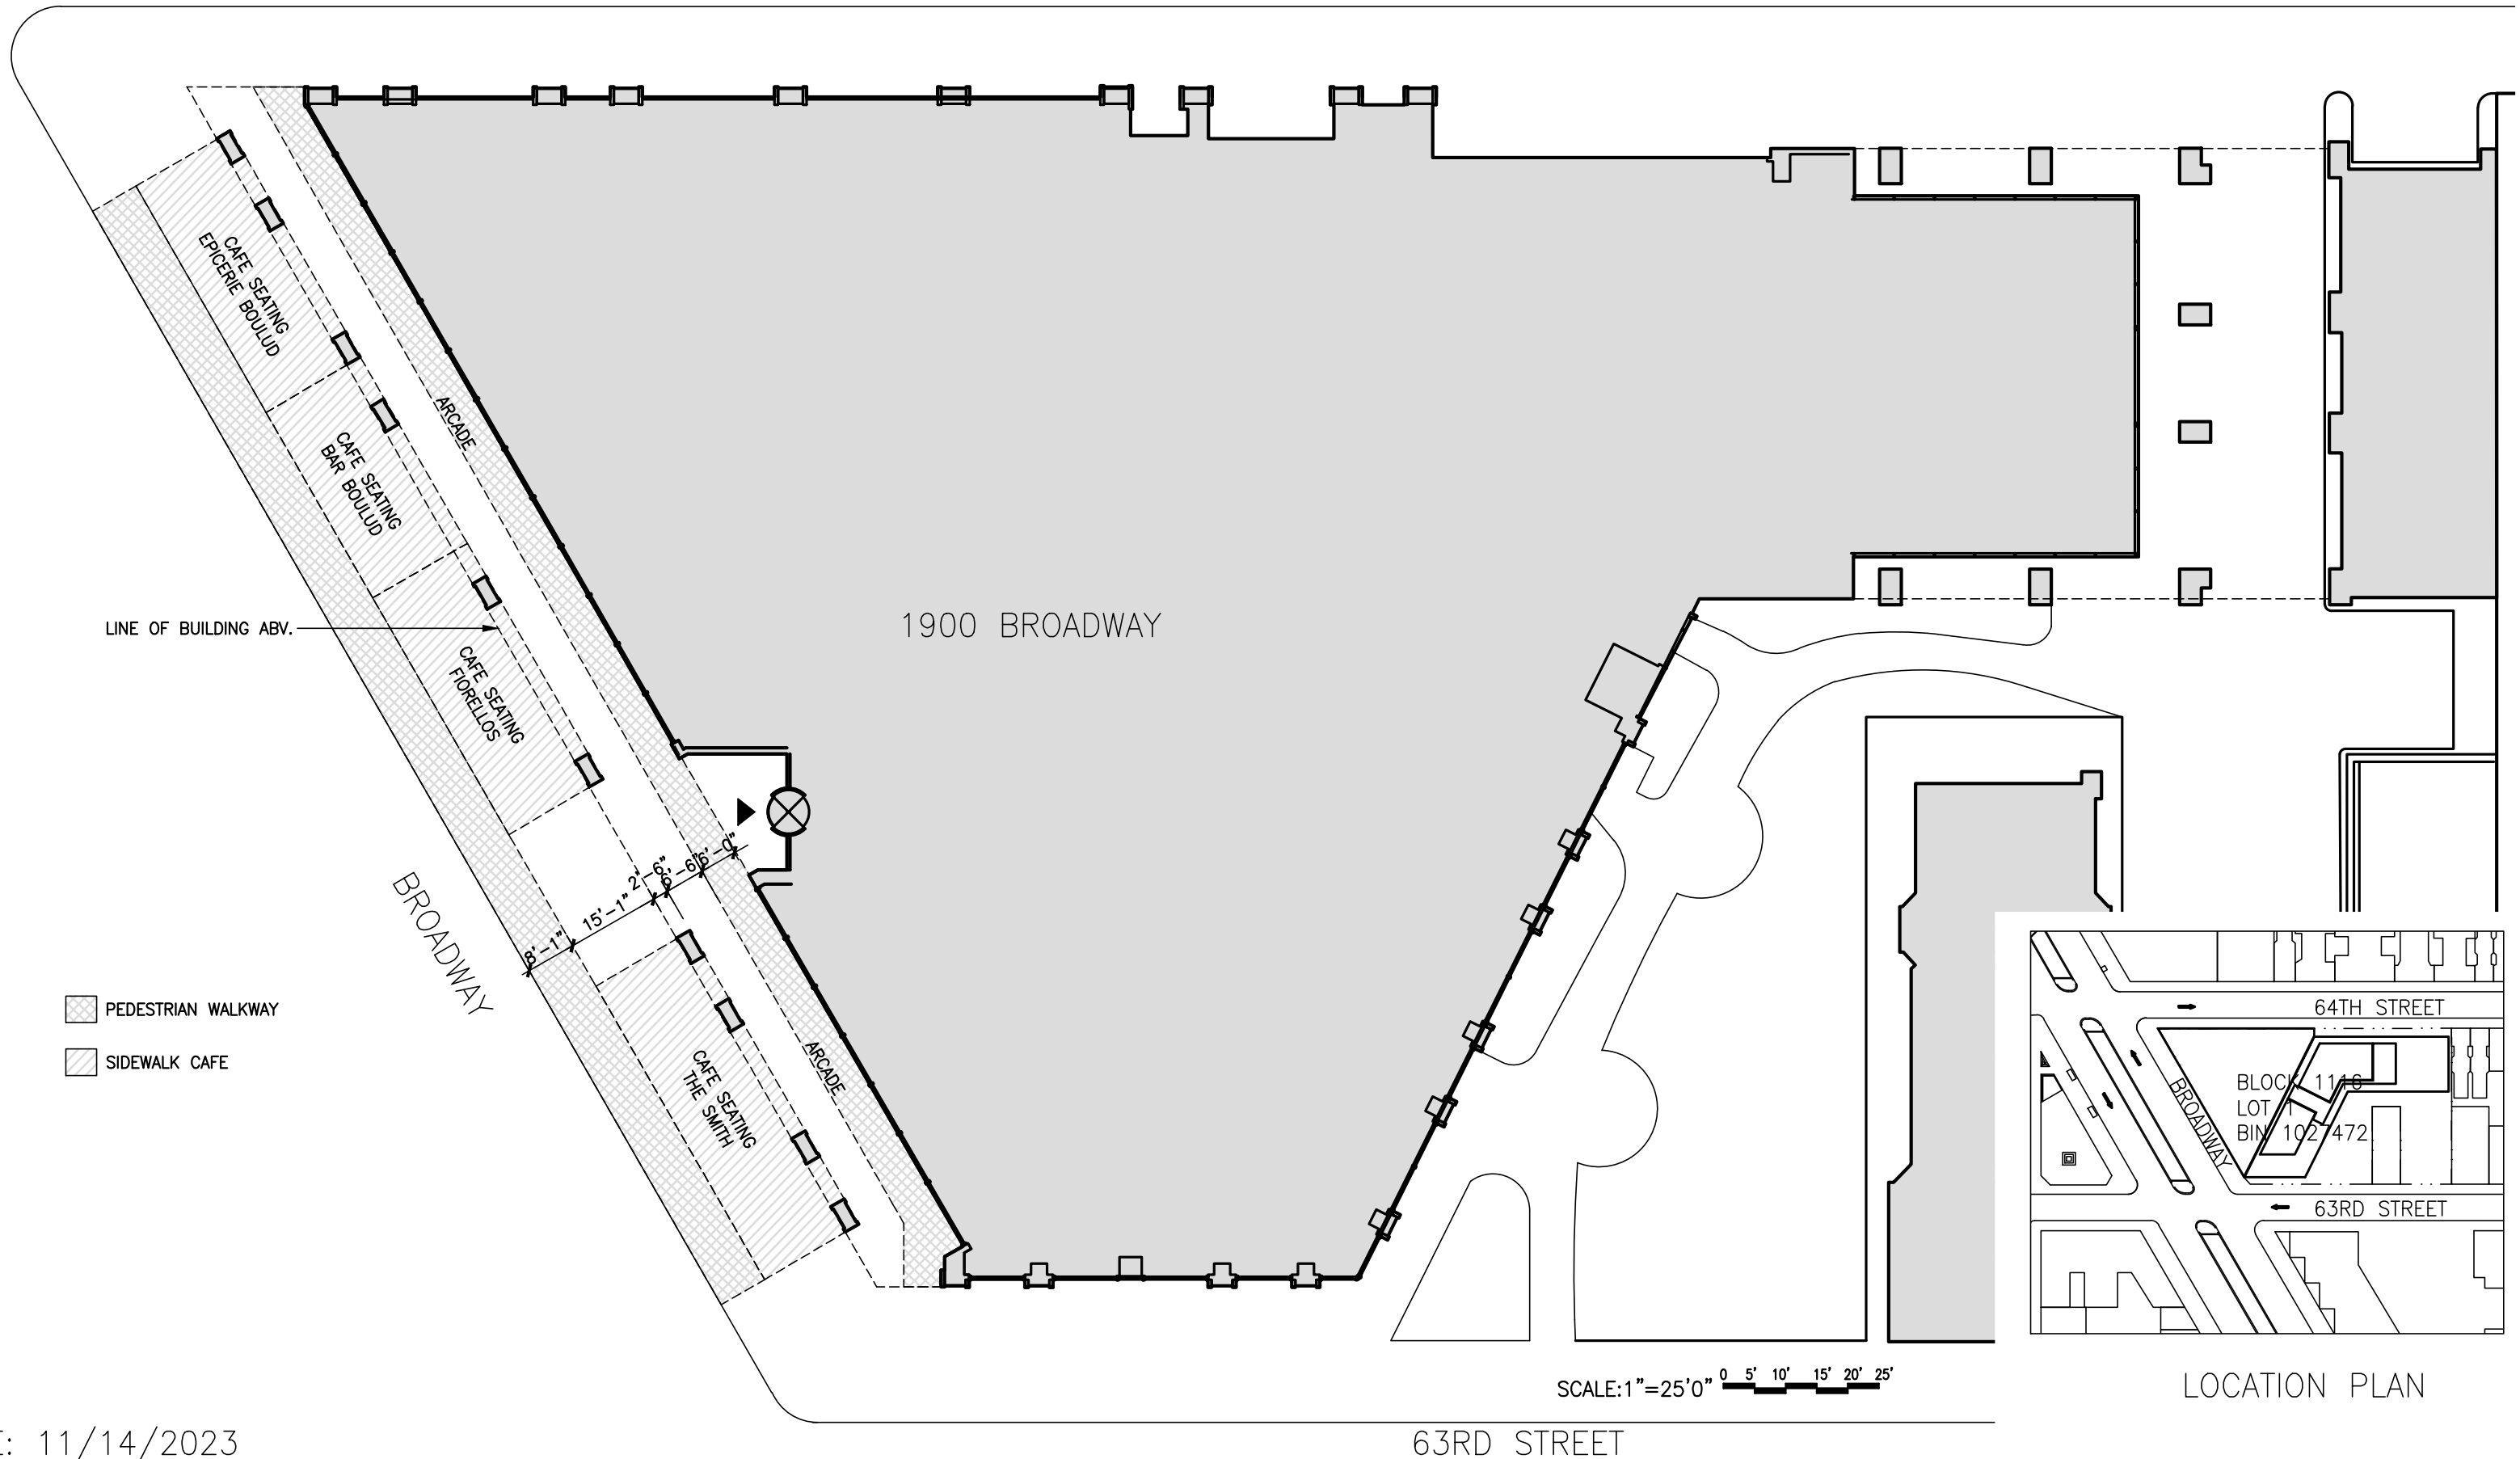 CAFE SEATING
EPICERIE BOULUD
CAFE SEATING
BAR BOULUD
ARCADE
LINE OF BUILDING ABV.
1900 BROADWAY
CAFE SEATING
FIORELLOS
8'-1" 15'-1" 2'-6" 6'-6" 6'-0"
BROADWAY
PEDESTRIAN WALKWAY
SIDEWALK CAFE
CAFE SEATING
THE SMITH
ARCADE
64TH STREET
BLOCK 1116
LOT 1
BROADWAY
63RD STREET
SCALE:1"=25'0" 0 5' 10' 15' 20' 25'
LOCATION PLAN
: 11/14/2023
63RD STREET